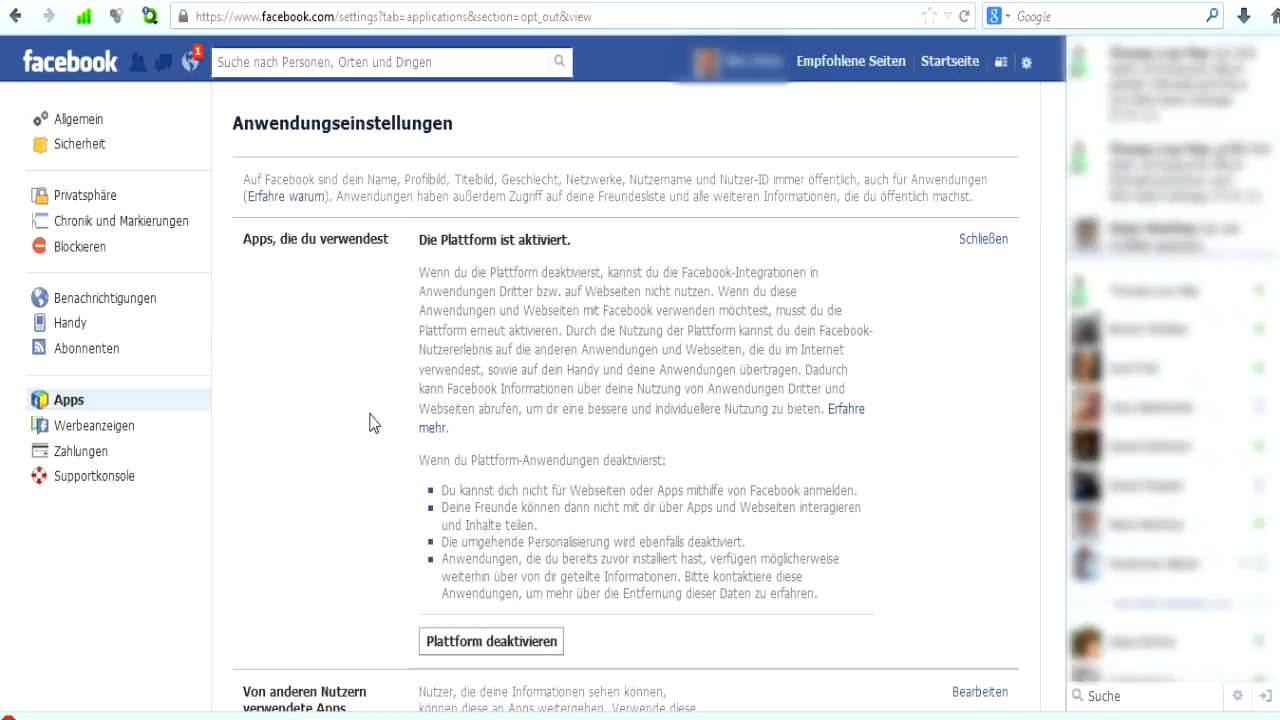 https://www.facebook.com/settings?tab=applications&section=opt_out&view
Google
facebook
1
Suche nach Personen, Orten und Dingen
Empfohlene Seiten
Startseite
Allgemein
Sicherheit
Privatsphäre
Chronik und Markierungen
Blockieren
Benachrichtigungen
Handy
Abonnenten
Apps
Werbeanzeigen
Zahlungen
Supportkonsole
Anwendungseinstellungen
Auf Facebook sind dein Name, Profilbild, Titelbild, Geschlecht, Netzwerke, Nutzername und Nutzer-ID immer öffentlich, auch für Anwendungen
(Erfahre warum). Anwendungen haben außerdem Zugriff auf deine Freundesliste und alle weiteren Informationen, die du öffentlich machst.
Apps, die du verwendest
Die Plattform ist aktiviert.
Schließen
Wenn du die Plattform deaktivierst, kannst du die Facebook-Integrationen in
Anwendungen Dritter bzw. auf Webseiten nicht nutzen. Wenn du diese
Anwendungen und Webseiten mit Facebook verwenden möchtest, musst du die
Plattform erneut aktivieren. Durch die Nutzung der Plattform kannst du dein Facebook-
Nutzererlebnis auf die anderen Anwendungen und Webseiten, die du im Internet
verwendest, sowie auf dein Handy und deine Anwendungen übertragen. Dadurch
kann Facebook Informationen über deine Nutzung von Anwendungen Dritter und
Webseiten abrufen, um dir eine bessere und individuellere Nutzung zu bieten. Erfahre
mehr.
Wenn du Plattform-Anwendungen deaktivierst:
Du kannst dich nicht für Webseiten oder Apps mithilfe von Facebook anmelden.
Deine Freunde können dann nicht mit dir über Apps und Webseiten interagieren
und Inhalte teilen.
Die umgehende Personalisierung wird ebenfalls deaktiviert.
Anwendungen, die du bereits zuvor installiert hast, verfügen möglicherweise
weiterhin über von dir geteilte Informationen. Bitte kontaktiere diese
Anwendungen, um mehr über die Entfernung dieser Daten zu erfahren.
Plattform deaktivieren
Von anderen Nutzern
verwendete Apps
Nutzer, die deine Informationen sehen können,
können diese an Apps weitergeben. Verwende diese
Bearbeiten
Suche